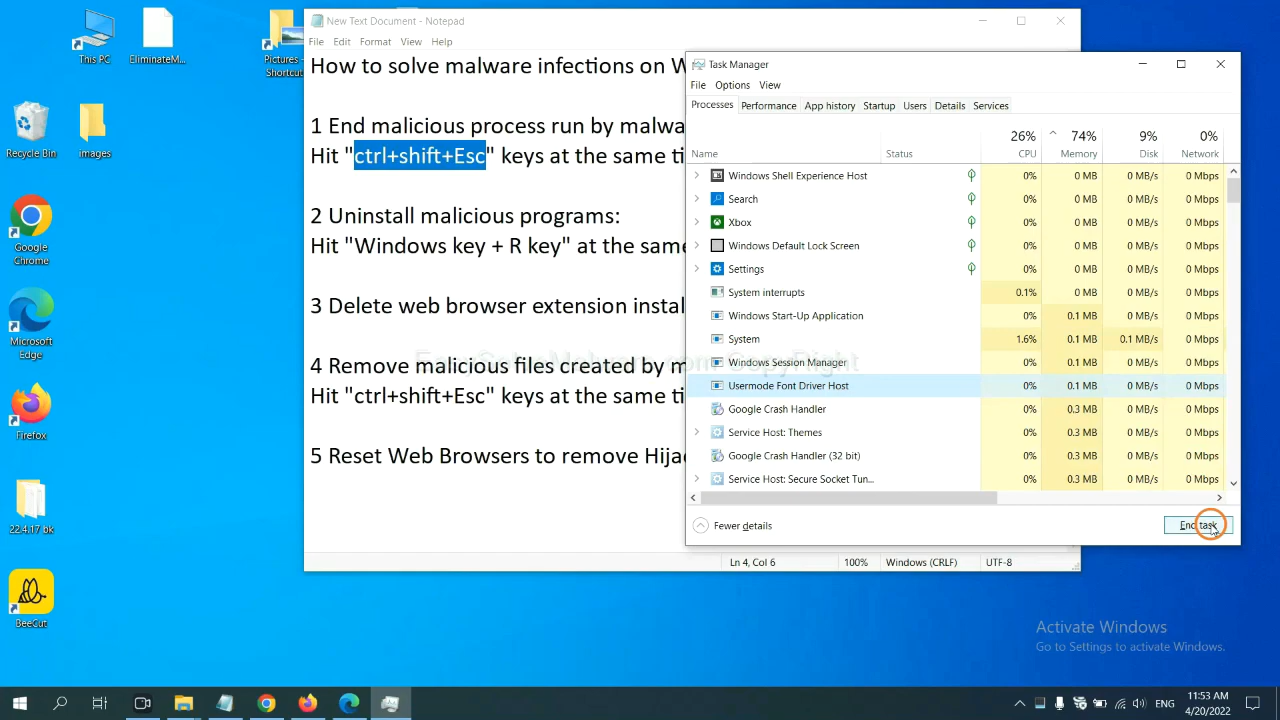 This PC
EliminateM...
Pictures - Shortcut
Recycle Bin
images
Google Chrome
Microsoft Edge
Firefox
22 4.17 bk
BeeCut
New Text Document - Notepad
File Edit Format View Help
How to solve malware infections on W
1 End malicious process run by malwa
Hit "ctrl+shift+Esc" keys at the same ti
2 Uninstall malicious programs:
Hit "Windows key + R key" at the same
3 Delete web browser extension instal
4 Remove malicious files created by m
Hit "ctrl+shift+Esc" keys at the same ti
5 Reset Web Browsers to remove Hijac
Ln 4, Col 6 100% Windows (CRLF) UTF-8
Task Manager
File Options View
Processes Performance App history Startup Users Details Services
26% 74% 9% 0%
Name Status CPU Memory Disk Network
Windows Shell Experience Host 0% 0 MB 0 MB/s 0 Mbps
Search 0% 0 MB 0 MB/s 0 Mbps
Xbox 0% 0 MB 0 MB/s 0 Mbps
Windows Default Lock Screen 0% 0 MB 0 MB/s 0 Mbps
Settings 0% 0 MB 0 MB/s 0 Mbps
System interrupts 0.1% 0 MB 0 MB/s 0 Mbps
Windows Start-Up Application 0% 0.1 MB 0 MB/s 0 Mbps
System 1.6% 0.1 MB 0.1 MB/s 0 Mbps
Windows Session Manager 0% 0.1 MB 0 MB/s 0 Mbps
Usermode Font Driver Host 0% 0.1 MB 0 MB/s 0 Mbps
Google Crash Handler 0% 0.3 MB 0 MB/s 0 Mbps
Service Host: Themes 0% 0.3 MB 0 MB/s 0 Mbps
Google Crash Handler (32 bit) 0% 0.3 MB 0 MB/s 0 Mbps
Service Host: Secure Socket Tun... 0% 0.3 MB 0 MB/s 0 Mbps
Fewer details
End task
Activate Windows
Go to Settings to activate Windows.
ENG
11:53 AM
4/20/2022